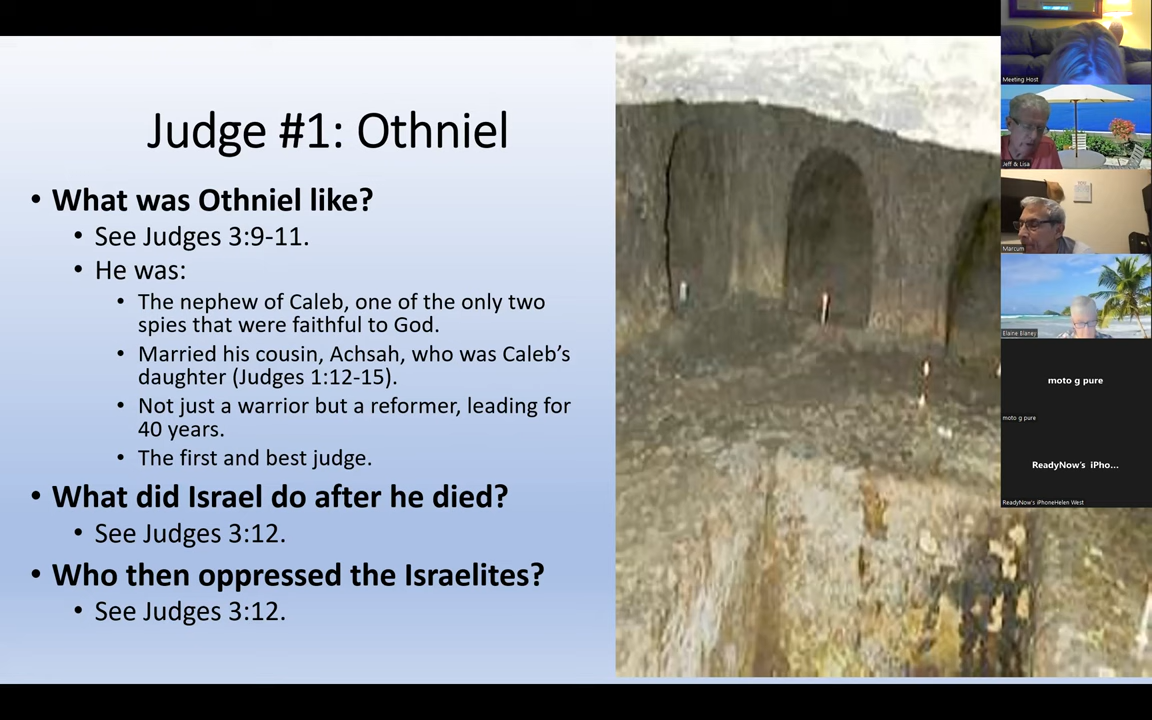 Judge #1: Othniel
• What was Othniel like?
• See Judges 3:9-11.
• He was:
• The nephew of Caleb, one of the only two
spies that were faithful to God.
• Married his cousin, Achsah, who was Caleb’s
daughter (Judges 1:12-15).
• Not just a warrior but a reformer, leading for
40 years.
• The first and best judge.
• What did Israel do after he died?
• See Judges 3:12.
• Who then oppressed the Israelites?
• See Judges 3:12.
Meeting Host
Jeff & Lisa
Marcum
Elaine Blaney
moto g pure
moto g pure
ReadyNow's iPho...
ReadyNow's iPhoneHelen West